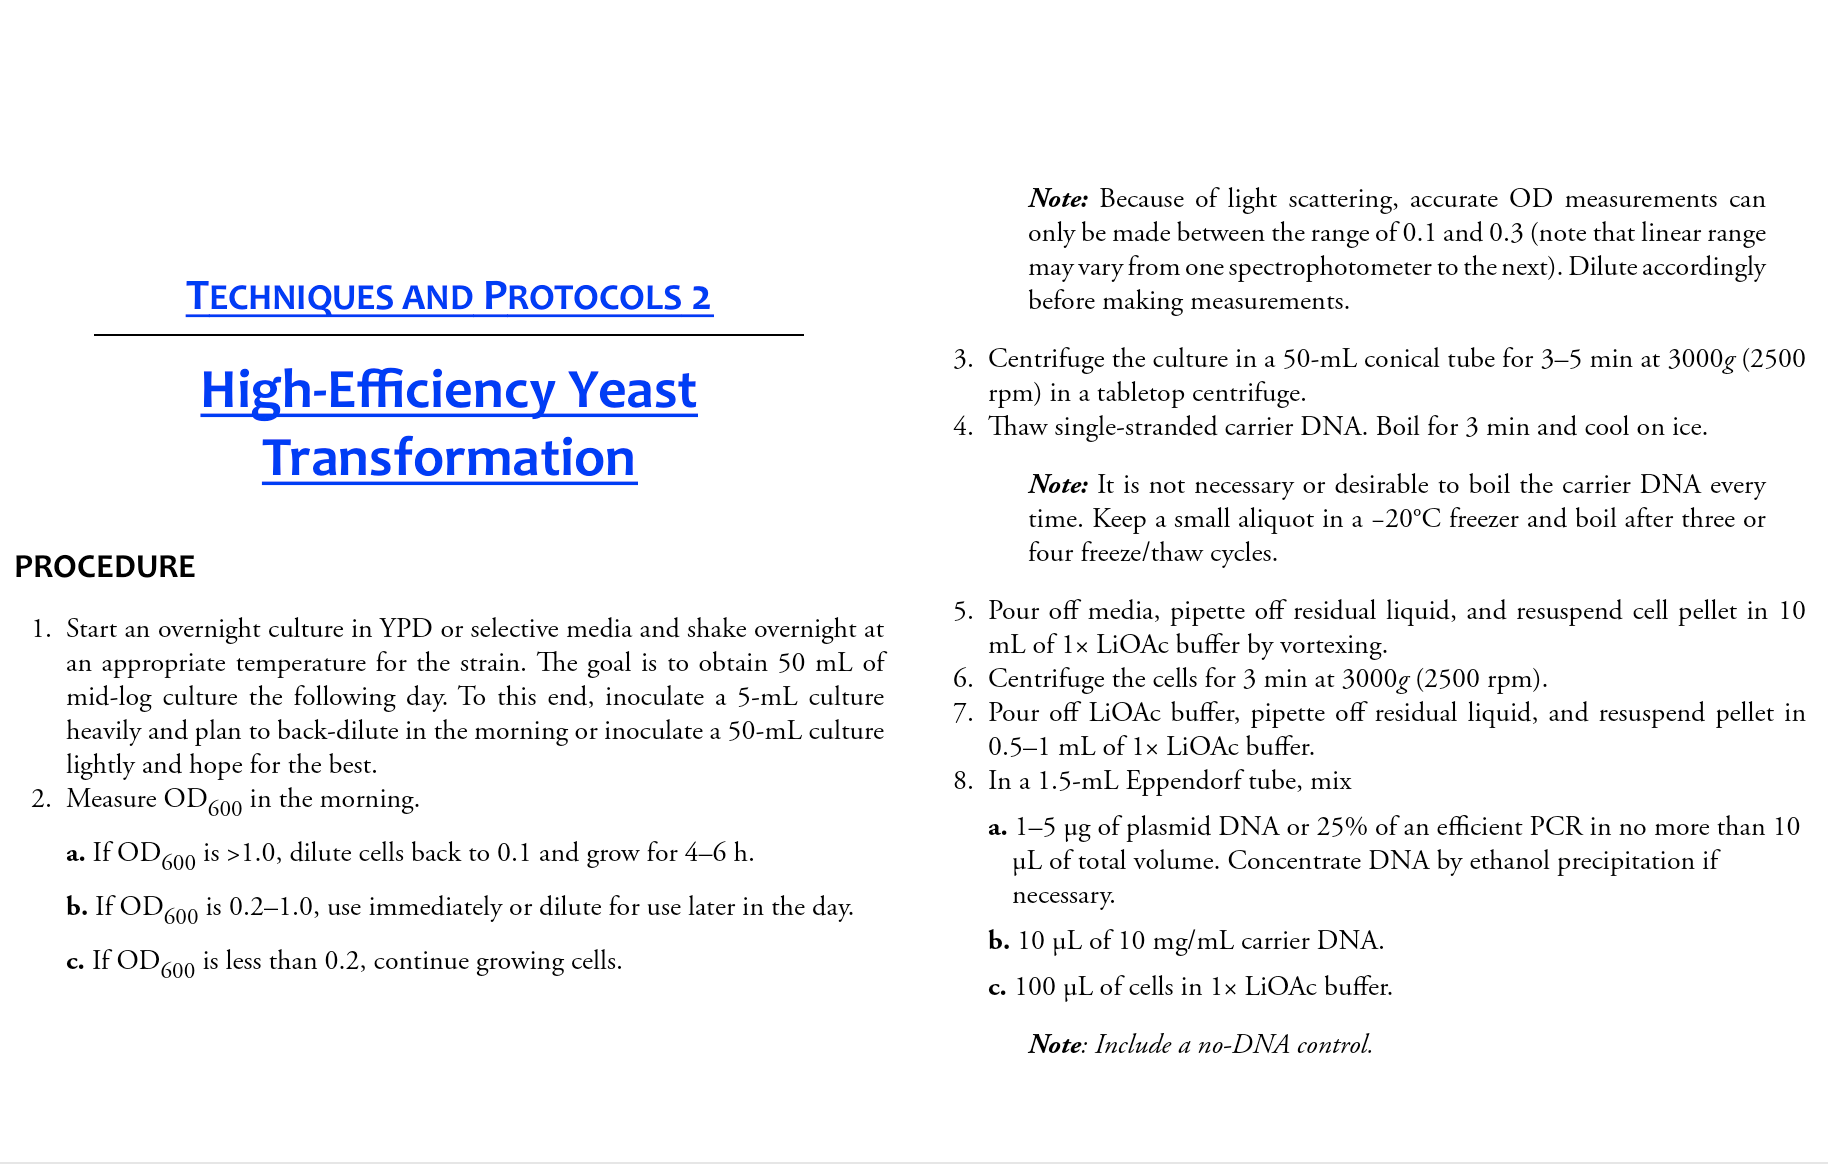 TECHNIQUES AND PROTOCOLS 2
High-Efficiency Yeast
Transformation
PROCEDURE
1. Start an overnight culture in YPD or selective media and shake overnight at
an appropriate temperature for the strain. The goal is to obtain 50 mL of
mid-log culture the following day. To this end, inoculate a 5-mL culture
heavily and plan to back-dilute in the morning or inoculate a 50-mL culture
lightly and hope for the best.
2. Measure OD600 in the morning.
a. If OD600 is >1.0, dilute cells back to 0.1 and grow for 4–6 h.
b. If OD600 is 0.2–1.0, use immediately or dilute for use later in the day.
c. If OD600 is less than 0.2, continue growing cells.
Note: Because of light scattering, accurate OD measurements can
only be made between the range of 0.1 and 0.3 (note that linear range
may vary from one spectrophotometer to the next). Dilute accordingly
before making measurements.
3. Centrifuge the culture in a 50-mL conical tube for 3–5 min at 3000g (2500
rpm) in a tabletop centrifuge.
4. Thaw single-stranded carrier DNA. Boil for 3 min and cool on ice.
Note: It is not necessary or desirable to boil the carrier DNA every
time. Keep a small aliquot in a −20°C freezer and boil after three or
four freeze/thaw cycles.
5. Pour off media, pipette off residual liquid, and resuspend cell pellet in 10
mL of 1× LiOAc buffer by vortexing.
6. Centrifuge the cells for 3 min at 3000g (2500 rpm).
7. Pour off LiOAc buffer, pipette off residual liquid, and resuspend pellet in
0.5–1 mL of 1× LiOAc buffer.
8. In a 1.5-mL Eppendorf tube, mix
a. 1–5 µg of plasmid DNA or 25% of an efficient PCR in no more than 10
µL of total volume. Concentrate DNA by ethanol precipitation if
necessary.
b. 10 µL of 10 mg/mL carrier DNA.
c. 100 µL of cells in 1× LiOAc buffer.
Note: Include a no-DNA control.